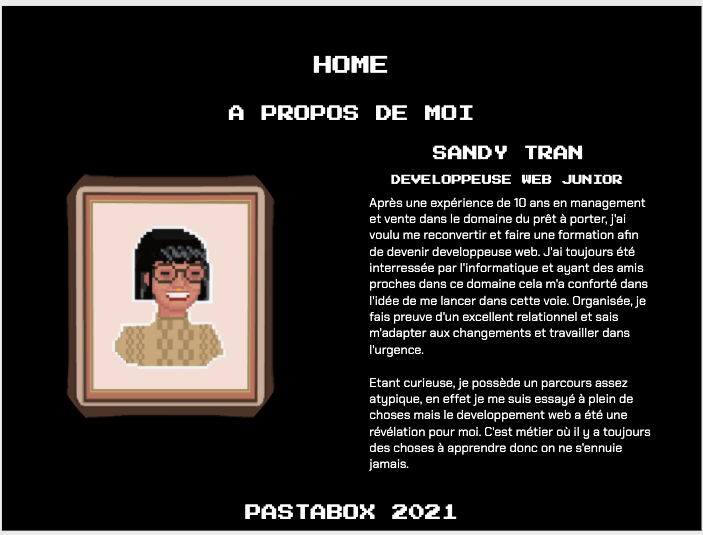 HOME
A PROPOS DE MOI
SANDY TRAN
DEVELOPPEUSE WEB JUNIOR
Après une expérience de 10 ans en management
et vente dans le domaine du prêt à porter, j'ai
voulu me reconvertir et faire une formation afin
de devenir developpeuse web. J'ai toujours été
interressée par l'informatique et ayant des amis
proches dans ce domaine cela m'a conforté dans
l'idée de me lancer dans cette voie. Organisée, je
fais preuve d'un excellent relationnel et sais
m'adapter aux changements et travailler dans
l'urgence.
Etant curieuse, je possède un parcours assez
atypique, en effet je me suis essayé à plein de
choses mais le developpement web a été une
révélation pour moi. C'est métier où il y a toujours
des choses à apprendre donc on ne s'ennuie
jamais.
PASTABOX 2021